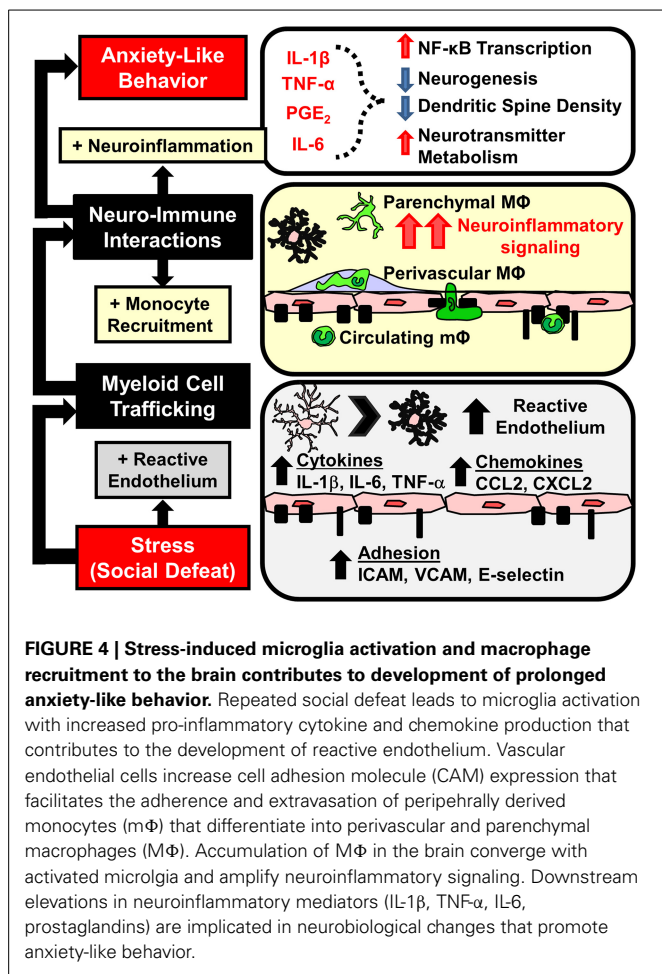 Anxiety-Like
Behavior
+ Neuroinflammation
Neuro-Immune
Interactions
+ Monocyte
Recruitment
Myeloid Cell
Trafficking
+ Reactive
Endothelium
Stress
(Social Defeat)
IL-1β
TNF-α
PGE₂
IL-6
NF-κB Transcription
Neurogenesis
Dendritic Spine Density
Neurotransmitter
Metabolism
Parenchymal MΦ
Neuroinflammatory
signaling
Perivascular MΦ
Circulating mΦ
Reactive
Endothelium
Cytokines
IL-1β, IL-6, TNF-α
Chemokines
CCL2, CXCL2
Adhesion
ICAM, VCAM, E-selectin
FIGURE 4 | Stress-induced microglia activation and macrophage
recruitment to the brain contributes to development of prolonged
anxiety-like behavior. Repeated social defeat leads to microglia activation
with increased pro-inflammatory cytokine and chemokine production that
contributes to the development of reactive endothelium. Vascular
endothelial cells increase cell adhesion molecule (CAM) expression that
facilitates the adherence and extravasation of peripehrally derived
monocytes (mΦ) that differentiate into perivascular and parenchymal
macrophages (MΦ). Accumulation of MΦ in the brain converge with
activated microlgia and amplify neuroinflammatory signaling. Downstream
elevations in neuroinflammatory mediators (IL-1β, TNF-α, IL-6,
prostaglandins) are implicated in neurobiological changes that promote
anxiety-like behavior.